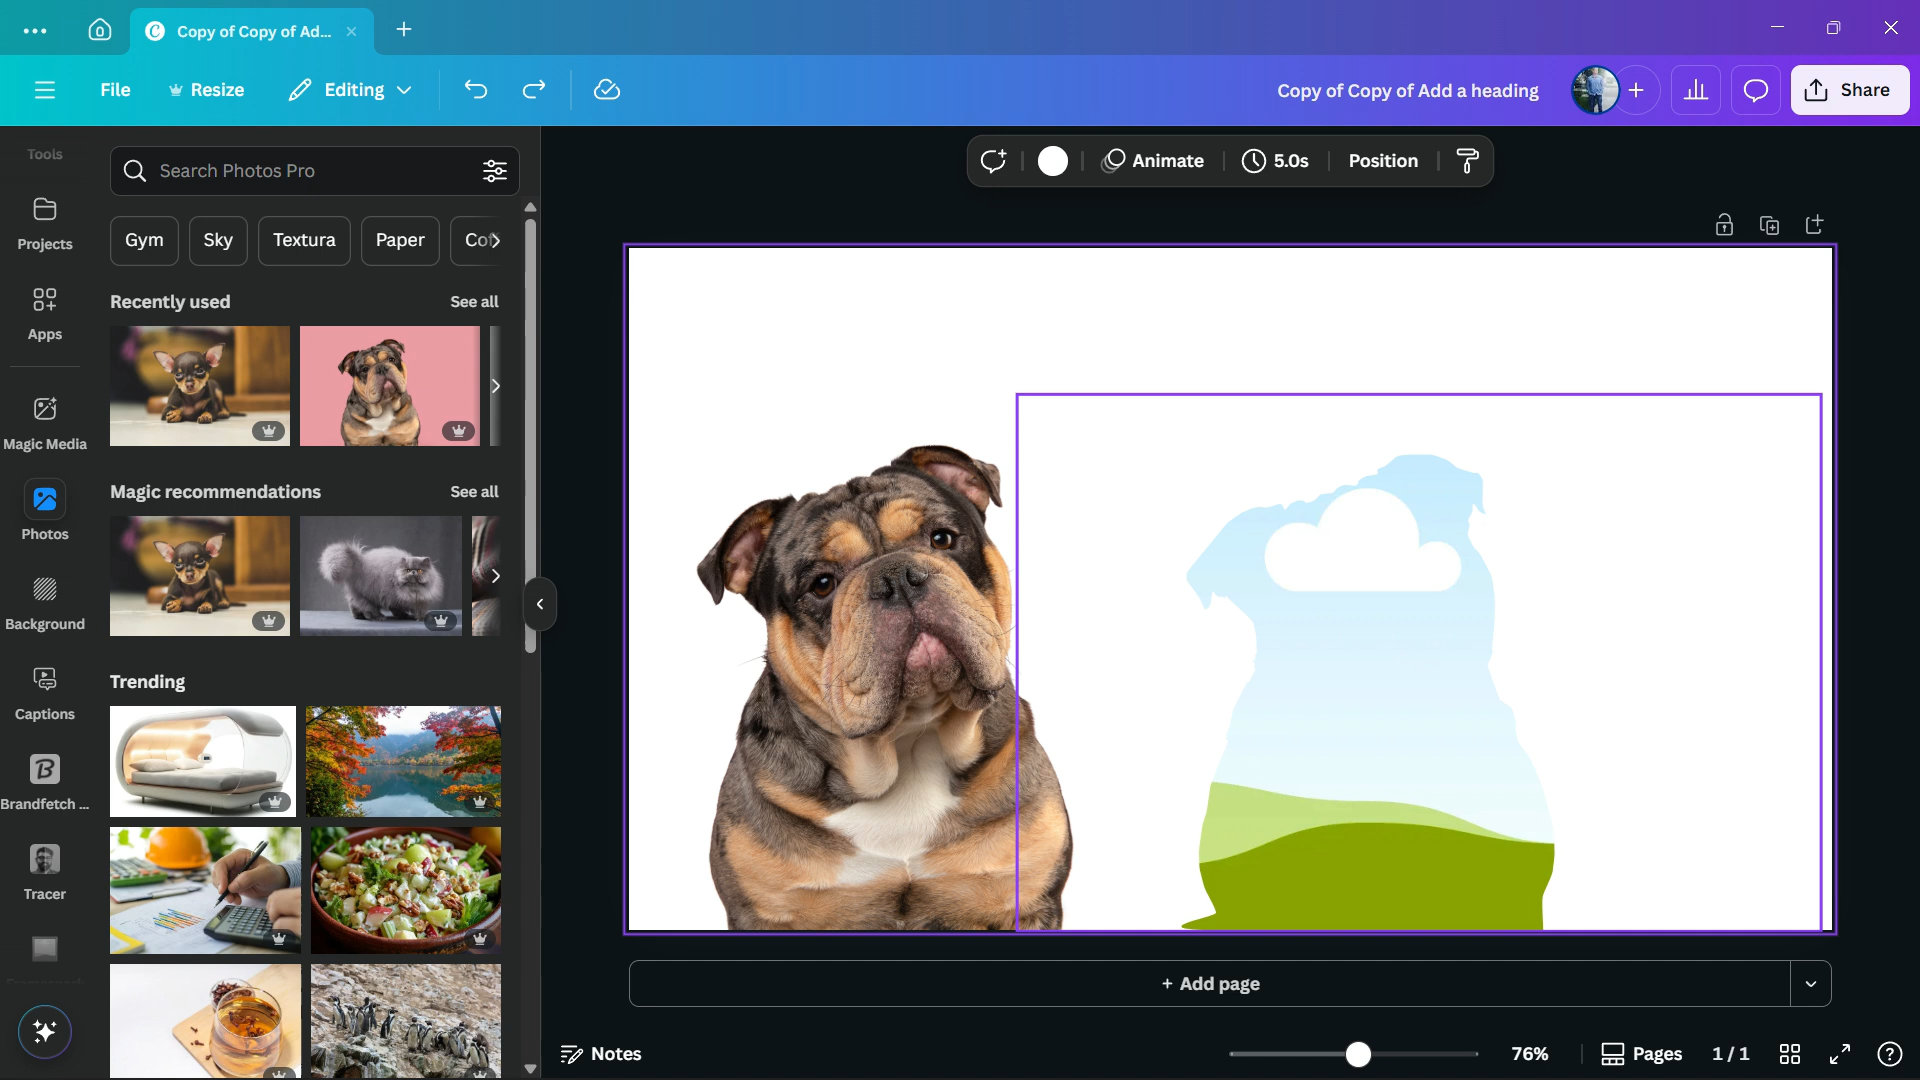 Copy of Copy of Ad...
File
Resize
Editing
Copy of Copy of Add a heading
Share
Tools
Projects
Apps
Magic Media
Photos
Background
Captions
Brandfetch ...
Tracer
Search Photos Pro
Gym
Sky
Textura
Paper
Recently used
See all
Magic recommendations
See all
Trending
Animate
5.0s
Position
+ Add page
Notes
76%
Pages
1 / 1